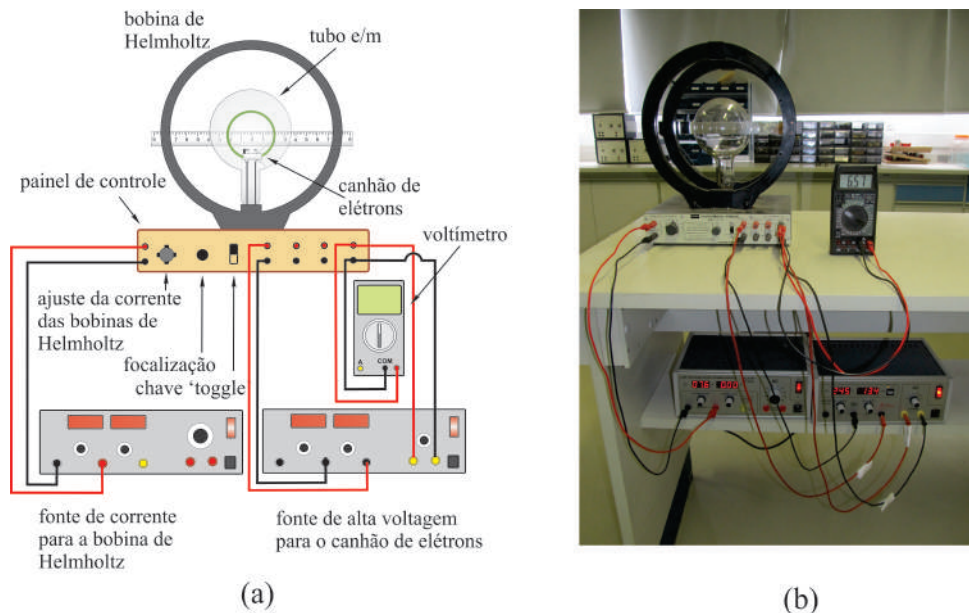 bobina de
Helmholtz
tubo e/m
painel de controle
canhão de
elétrons
voltímetro
ajuste da corrente
das bobinas de
Helmholtz
focalização
chave ‘toggle
A
COM
fonte de corrente
para a bobina de
Helmholtz
fonte de alta voltagem
para o canhão de elétrons
(a)
(b)